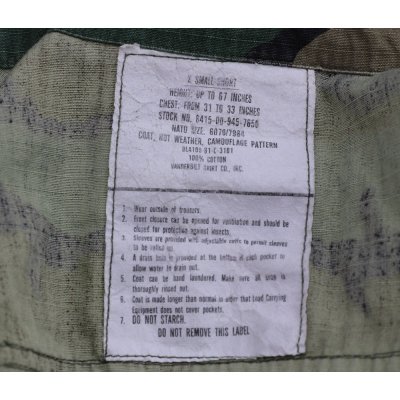 X SMALL SHORT
HEIGHT: UP TO 67 INCHES
CHEST: FROM 31 TO 33 INCHES
STOCK NO. 8415-00-945-7650
NATO SIZE. 6070/7984
COAT, HOT WEATHER, CAMOUFLAGE PATTERN
100% COTTON
VANDERBILT SHIRT CO., INC.
1. Wear outside of trousers.
2. Front closure can be opened for ventilation and should be
closed for protection against insects.
3. Sleeves are provided with adjustable cuffs to permit sleeves
to be rolled up.
4. A drain hole is provided at the bottom of each pocket to
allow water to drain out.
5. Coat can be hand laundered. Make sure all soap is
thoroughly rinsed out.
6. Coat is made longer than normal in order that Load Carrying
Equipment does not cover pockets.
7. DO NOT STARCH.
DO NOT REMOVE THIS LABEL